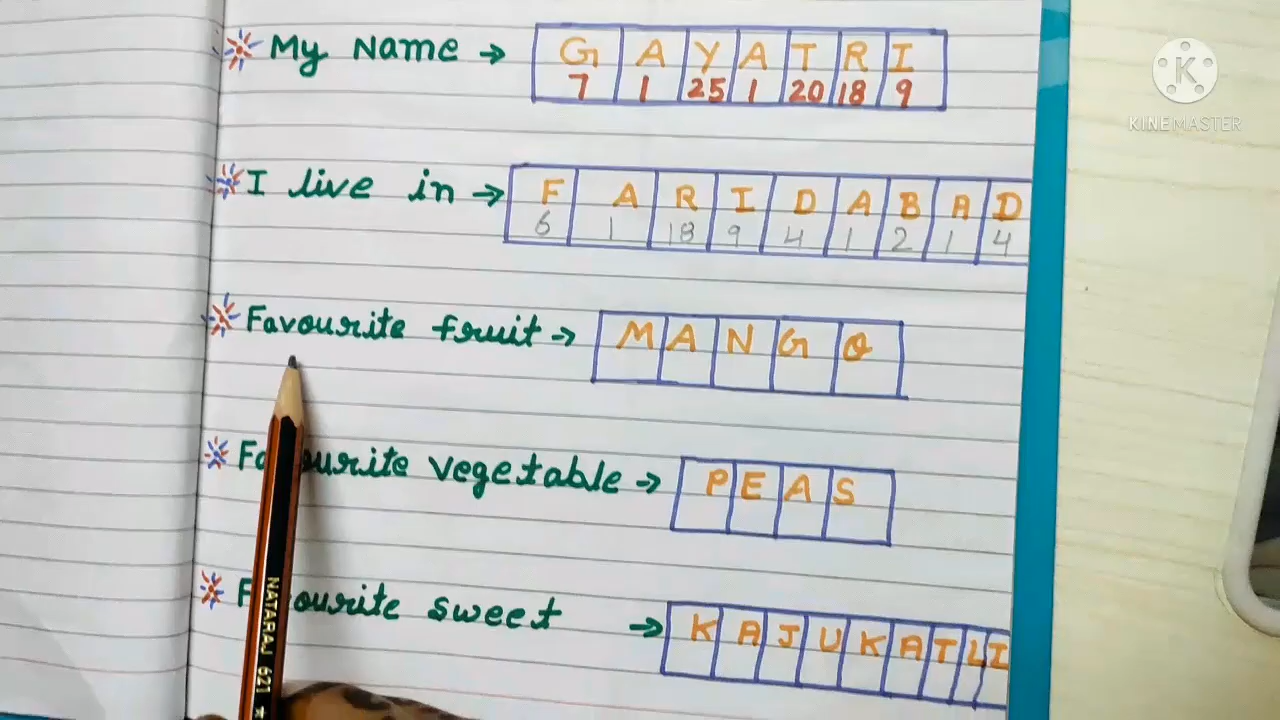 My Name → G A Y A T R I
7 1 25 1 20 18 9
KINEMASTER
I live in → F A R I D A B A D
6 1 18 9 4 1 2 1 4
Favourite fruit → M A N G O
Favourite vegetable → P E A S
Favourite sweet → K A J U K A T L I
NATARAJ 621